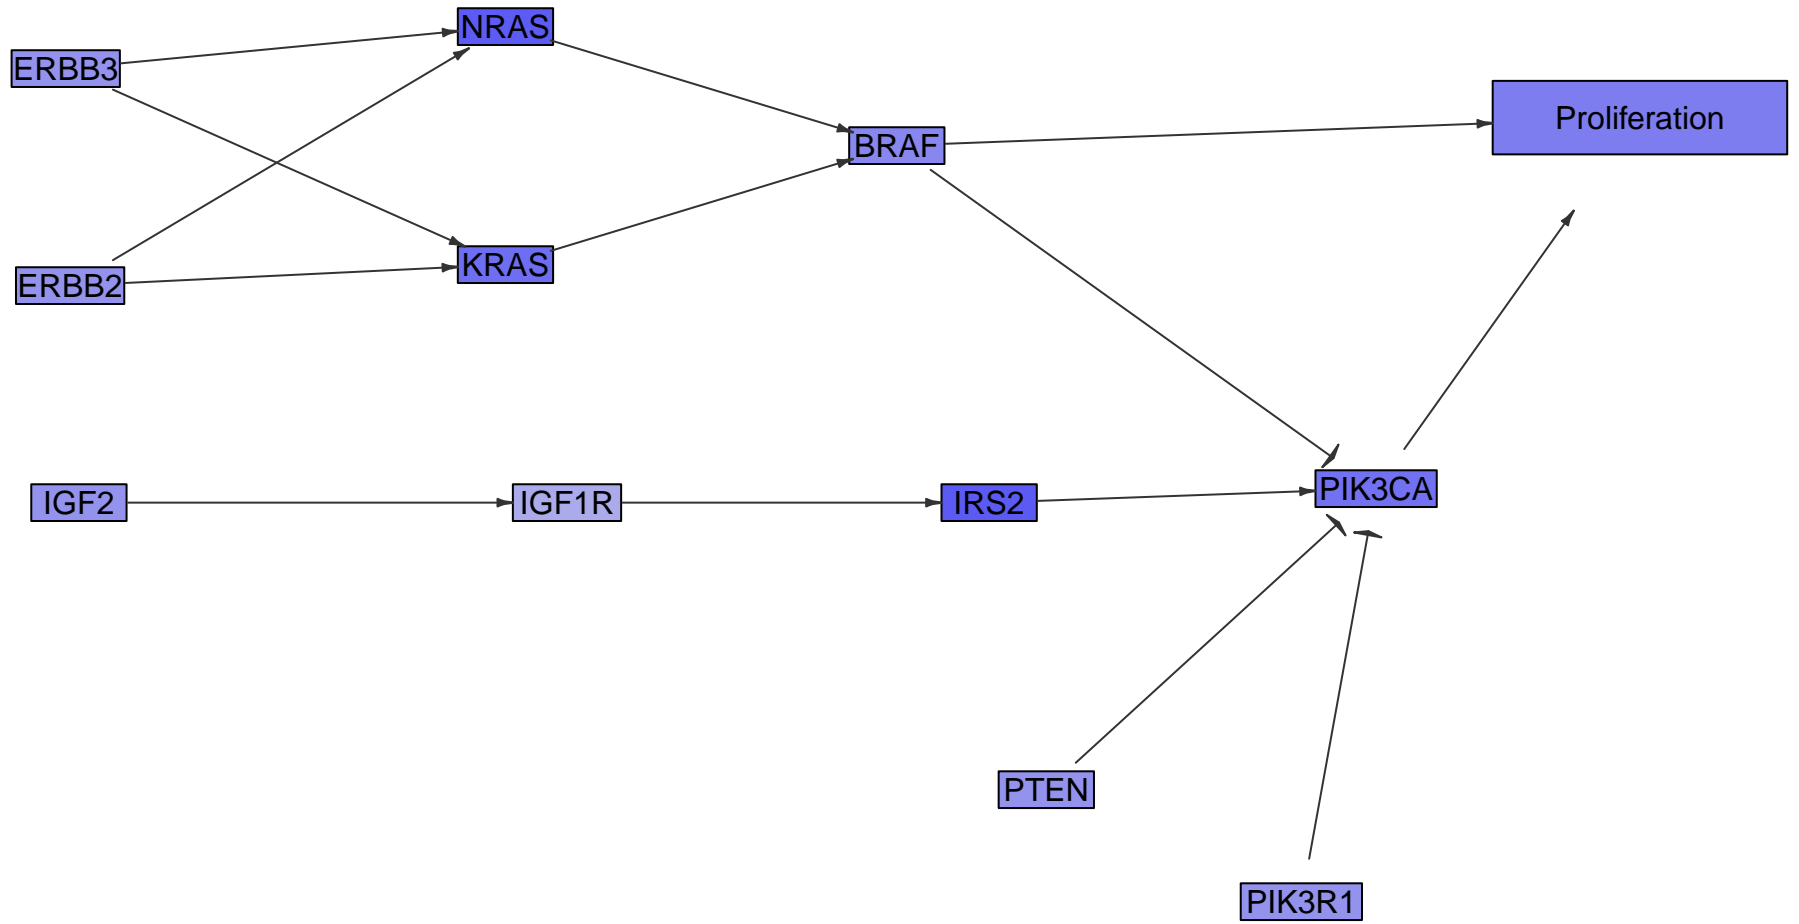 NRAS
ERBB3
Proliferation
BRAF
KRAS
ERBB2
IGF2
IGF1R
IRS2
PIK3CA
PTEN
PIK3R1